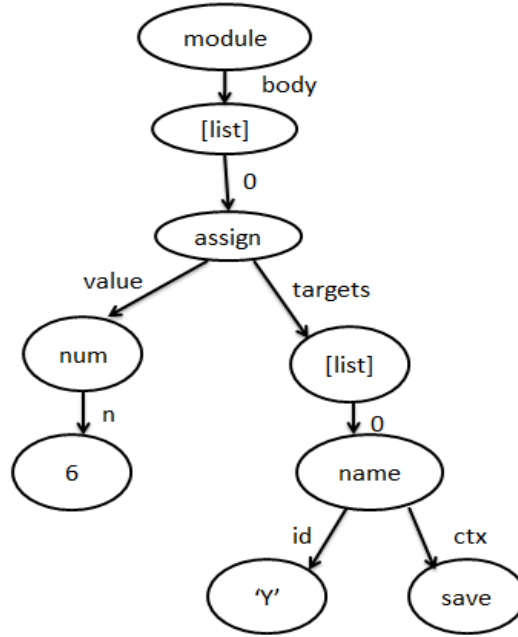 module
body
[list]
0
assign
value
targets
num
[list]
n
0
6
name
id
ctx
‘Y’
save